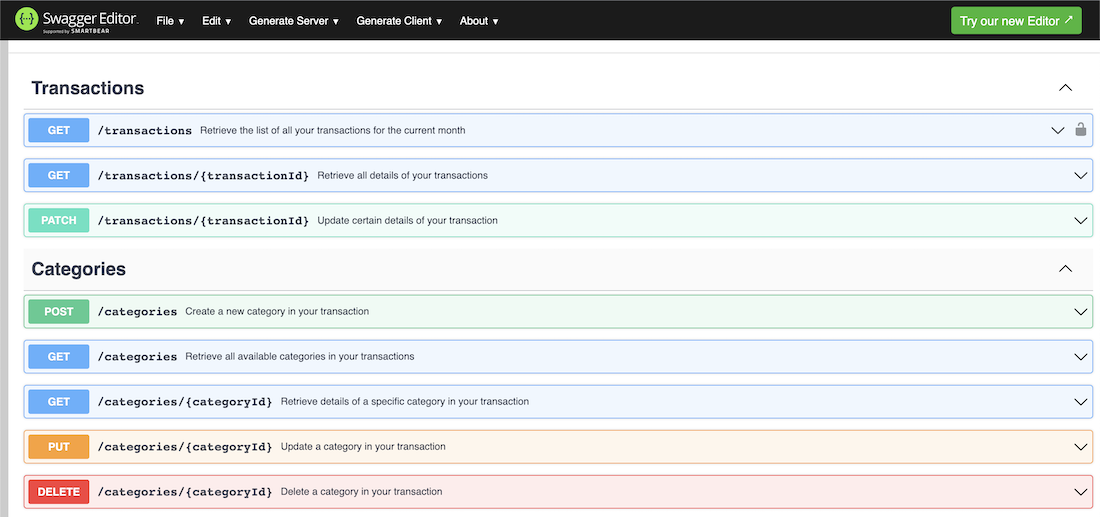 Swagger Editor. File ▼ Edit ▼ Generate Server ▼ Generate Client ▼ About ▼ Try our new Editor ↗
Supported by SMARTBEAR
Transactions
GET /transactions Retrieve the list of all your transactions for the current month
GET /transactions/{transactionId} Retrieve all details of your transactions
PATCH /transactions/{transactionId} Update certain details of your transaction
Categories
POST /categories Create a new category in your transaction
GET /categories Retrieve all available categories in your transactions
GET /categories/{categoryId} Retrieve details of a specific category in your transaction
PUT /categories/{categoryId} Update a category in your transaction
DELETE /categories/{categoryId} Delete a category in your transaction